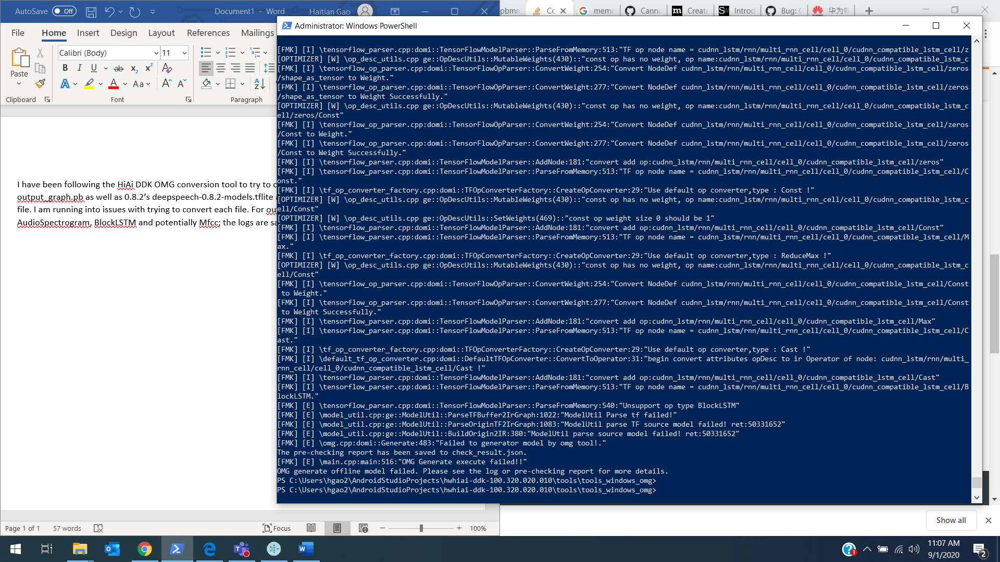 AutoSave Off Document1 - Word Haitian Gao
File Home Insert Design Layout References Mailings
Calibri (Body) 11
Paste
B I U ab x₂ x²
A A Aa A A
Clipboard Font Paragraph
I have been following the HiAi DDK OMG conversion tool to try to
output_graph.pb as well as 0.8.2’s deepspeech-0.8.2-models.tflite
file. I am running into issues with trying to convert each file. For
AudioSpectrogram, BlockLSTM and potentially Mfcc; the logs are
Page 1 of 1 57 words Focus 100%
pbmm Co memc Canno Create Introd Bug: C 华为
Administrator: Windows PowerShell
[FMK] [I] \tensorflow_parser.cpp:domi::TensorFlowModelParser::ParseFromMemory:513:"TF op node name = cudnn_lstm/rnn/multi_rnn_cell/cell_0/cudnn_compatible_lstm_cell/z
[OPTIMIZER] [W] \op_desc_utils.cpp ge::OpDescUtils::MutableWeights(430)::"const op has no weight, op name:cudnn_lstm/rnn/multi_rnn_cell/cell_0/cudnn_compatible_lstm_c
[FMK] [I] \tensorflow_op_parser.cpp:domi::TensorFlowOpParser::ConvertWeight:254:"Convert NodeDef cudnn_lstm/rnn/multi_rnn_cell/cell_0/cudnn_compatible_lstm_cell/zeros
/shape_as_tensor to Weight."
[FMK] [I] \tensorflow_op_parser.cpp:domi::TensorFlowOpParser::ConvertWeight:277:"Convert NodeDef cudnn_lstm/rnn/multi_rnn_cell/cell_0/cudnn_compatible_lstm_cell/zeros
/shape_as_tensor to Weight Successfully."
[OPTIMIZER] [W] \op_desc_utils.cpp ge::OpDescUtils::MutableWeights(430)::"const op has no weight, op name:cudnn_lstm/rnn/multi_rnn_cell/cell_0/cudnn_compatible_lstm_c
ell/zeros/Const"
[FMK] [I] \tensorflow_op_parser.cpp:domi::TensorFlowOpParser::ConvertWeight:254:"Convert NodeDef cudnn_lstm/rnn/multi_rnn_cell/cell_0/cudnn_compatible_lstm_cell/zeros
/Const to Weight."
[FMK] [I] \tensorflow_op_parser.cpp:domi::TensorFlowOpParser::ConvertWeight:277:"Convert NodeDef cudnn_lstm/rnn/multi_rnn_cell/cell_0/cudnn_compatible_lstm_cell/zeros
/Const to Weight Successfully."
[FMK] [I] \tensorflow_parser.cpp:domi::TensorFlowModelParser::AddNode:181:"convert add op:cudnn_lstm/rnn/multi_rnn_cell/cell_0/cudnn_compatible_lstm_cell/zeros"
[FMK] [I] \tensorflow_parser.cpp:domi::TensorFlowModelParser::ParseFromMemory:513:"TF op node name = cudnn_lstm/rnn/multi_rnn_cell/cell_0/cudnn_compatible_lstm_cell/C
onst."
[FMK] [I] \tf_op_converter_factory.cpp:domi::TFOpConverterFactory::CreateOpConverter:29:"Use default op converter,type : Const !"
[OPTIMIZER] [W] \op_desc_utils.cpp ge::OpDescUtils::MutableWeights(430)::"const op has no weight, op name:cudnn_lstm/rnn/multi_rnn_cell/cell_0/cudnn_compatible_lstm_c
ell/Const"
[OPTIMIZER] [W] \op_desc_utils.cpp ge::OpDescUtils::SetWeights(469)::"const op weight size 0 should be 1"
[FMK] [I] \tensorflow_parser.cpp:domi::TensorFlowModelParser::AddNode:181:"convert add op:cudnn_lstm/rnn/multi_rnn_cell/cell_0/cudnn_compatible_lstm_cell/Const"
[FMK] [I] \tensorflow_parser.cpp:domi::TensorFlowModelParser::ParseFromMemory:513:"TF op node name = cudnn_lstm/rnn/multi_rnn_cell/cell_0/cudnn_compatible_lstm_cell/M
ax."
[FMK] [I] \tf_op_converter_factory.cpp:domi::TFOpConverterFactory::CreateOpConverter:29:"Use default op converter,type : ReduceMax !"
[OPTIMIZER] [W] \op_desc_utils.cpp ge::OpDescUtils::MutableWeights(430)::"const op has no weight, op name:cudnn_lstm/rnn/multi_rnn_cell/cell_0/cudnn_compatible_lstm_c
ell/Const"
[FMK] [I] \tensorflow_op_parser.cpp:domi::TensorFlowOpParser::ConvertWeight:254:"Convert NodeDef cudnn_lstm/rnn/multi_rnn_cell/cell_0/cudnn_compatible_lstm_cell/Const
to Weight."
[FMK] [I] \tensorflow_op_parser.cpp:domi::TensorFlowOpParser::ConvertWeight:277:"Convert NodeDef cudnn_lstm/rnn/multi_rnn_cell/cell_0/cudnn_compatible_lstm_cell/Const
to Weight Successfully."
[FMK] [I] \tensorflow_parser.cpp:domi::TensorFlowModelParser::AddNode:181:"convert add op:cudnn_lstm/rnn/multi_rnn_cell/cell_0/cudnn_compatible_lstm_cell/Max"
[FMK] [I] \tensorflow_parser.cpp:domi::TensorFlowModelParser::ParseFromMemory:513:"TF op node name = cudnn_lstm/rnn/multi_rnn_cell/cell_0/cudnn_compatible_lstm_cell/C
ast."
[FMK] [I] \tf_op_converter_factory.cpp:domi::TFOpConverterFactory::CreateOpConverter:29:"Use default op converter,type : Cast !"
[FMK] [I] \default_tf_op_converter.cpp:domi::DefaultTFOpConverter::ConvertToOperator:31:"begin convert attributes opDesc to ir Operator of node: cudnn_lstm/rnn/multi_
rnn_cell/cell_0/cudnn_compatible_lstm_cell/Cast !"
[FMK] [I] \tensorflow_parser.cpp:domi::TensorFlowModelParser::AddNode:181:"convert add op:cudnn_lstm/rnn/multi_rnn_cell/cell_0/cudnn_compatible_lstm_cell/Cast"
[FMK] [I] \tensorflow_parser.cpp:domi::TensorFlowModelParser::ParseFromMemory:513:"TF op node name = cudnn_lstm/rnn/multi_rnn_cell/cell_0/cudnn_compatible_lstm_cell/B
lockLSTM."
[FMK] [E] \tensorflow_parser.cpp:domi::TensorFlowModelParser::ParseFromMemory:540:"Unsupport op type BlockLSTM"
[FMK] [E] \model_util.cpp:ge::ModelUtil::ParseTFBuffer2IrGraph:1022:"ModelUtil Parse tf failed!"
[FMK] [E] \model_util.cpp:ge::ModelUtil::ParseOriginTF2IrGraph:1083:"ModelUtil parse TF source model failed! ret:50331652"
[FMK] [E] \model_util.cpp:ge::ModelUtil::BuildOrigin2IR:380:"ModelUtil parse source model failed! ret:50331652"
[FMK] [E] \omg.cpp:domi::Generate:483:"Failed to generator model by omg tool!."
The pre-checking report has been saved to check_result.json.
[FMK] [E] \main.cpp:main:516:"OMG Generate execute failed!!"
OMG generate offline model failed. Please see the log or pre-checking report for more details.
PS C:\Users\hgao2\AndroidStudioProjects\hwhiai-ddk-100.320.020.010\tools\tools_windows_omg>
PS C:\Users\hgao2\AndroidStudioProjects\hwhiai-ddk-100.320.020.010\tools\tools_windows_omg>
Show all
11:07 AM
9/1/2020
2